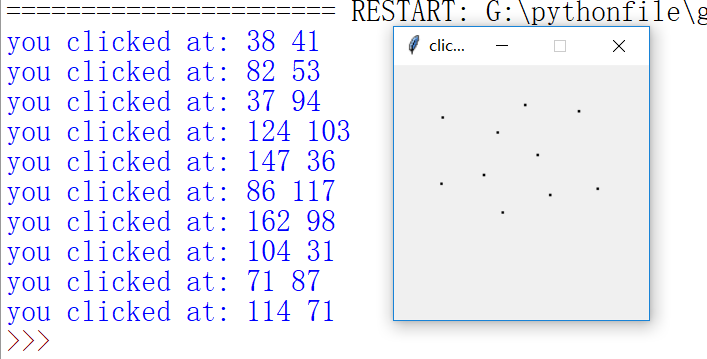 ===================== RESTART: G:\pythonfile\g
you clicked at: 38 41
you clicked at: 82 53
you clicked at: 37 94
you clicked at: 124 103
you clicked at: 147 36
you clicked at: 86 117
you clicked at: 162 98
you clicked at: 104 31
you clicked at: 71 87
you clicked at: 114 71
>>>
clic...